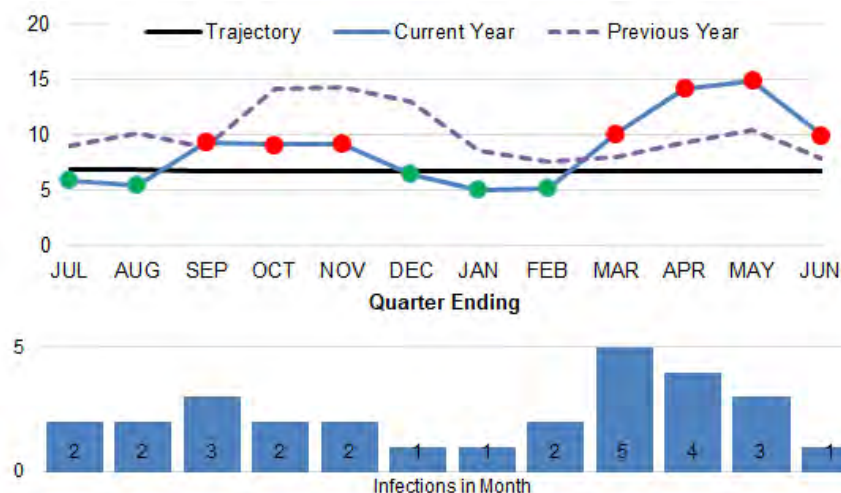 20
Trajectory Current Year Previous Year
15
10
5
0
JUL AUG SEP OCT NOV DEC JAN FEB MAR APR MAY JUN
Quarter Ending
5
2 2 3 2 2 1 1 2 5 4 3 1
0
Infections in Month